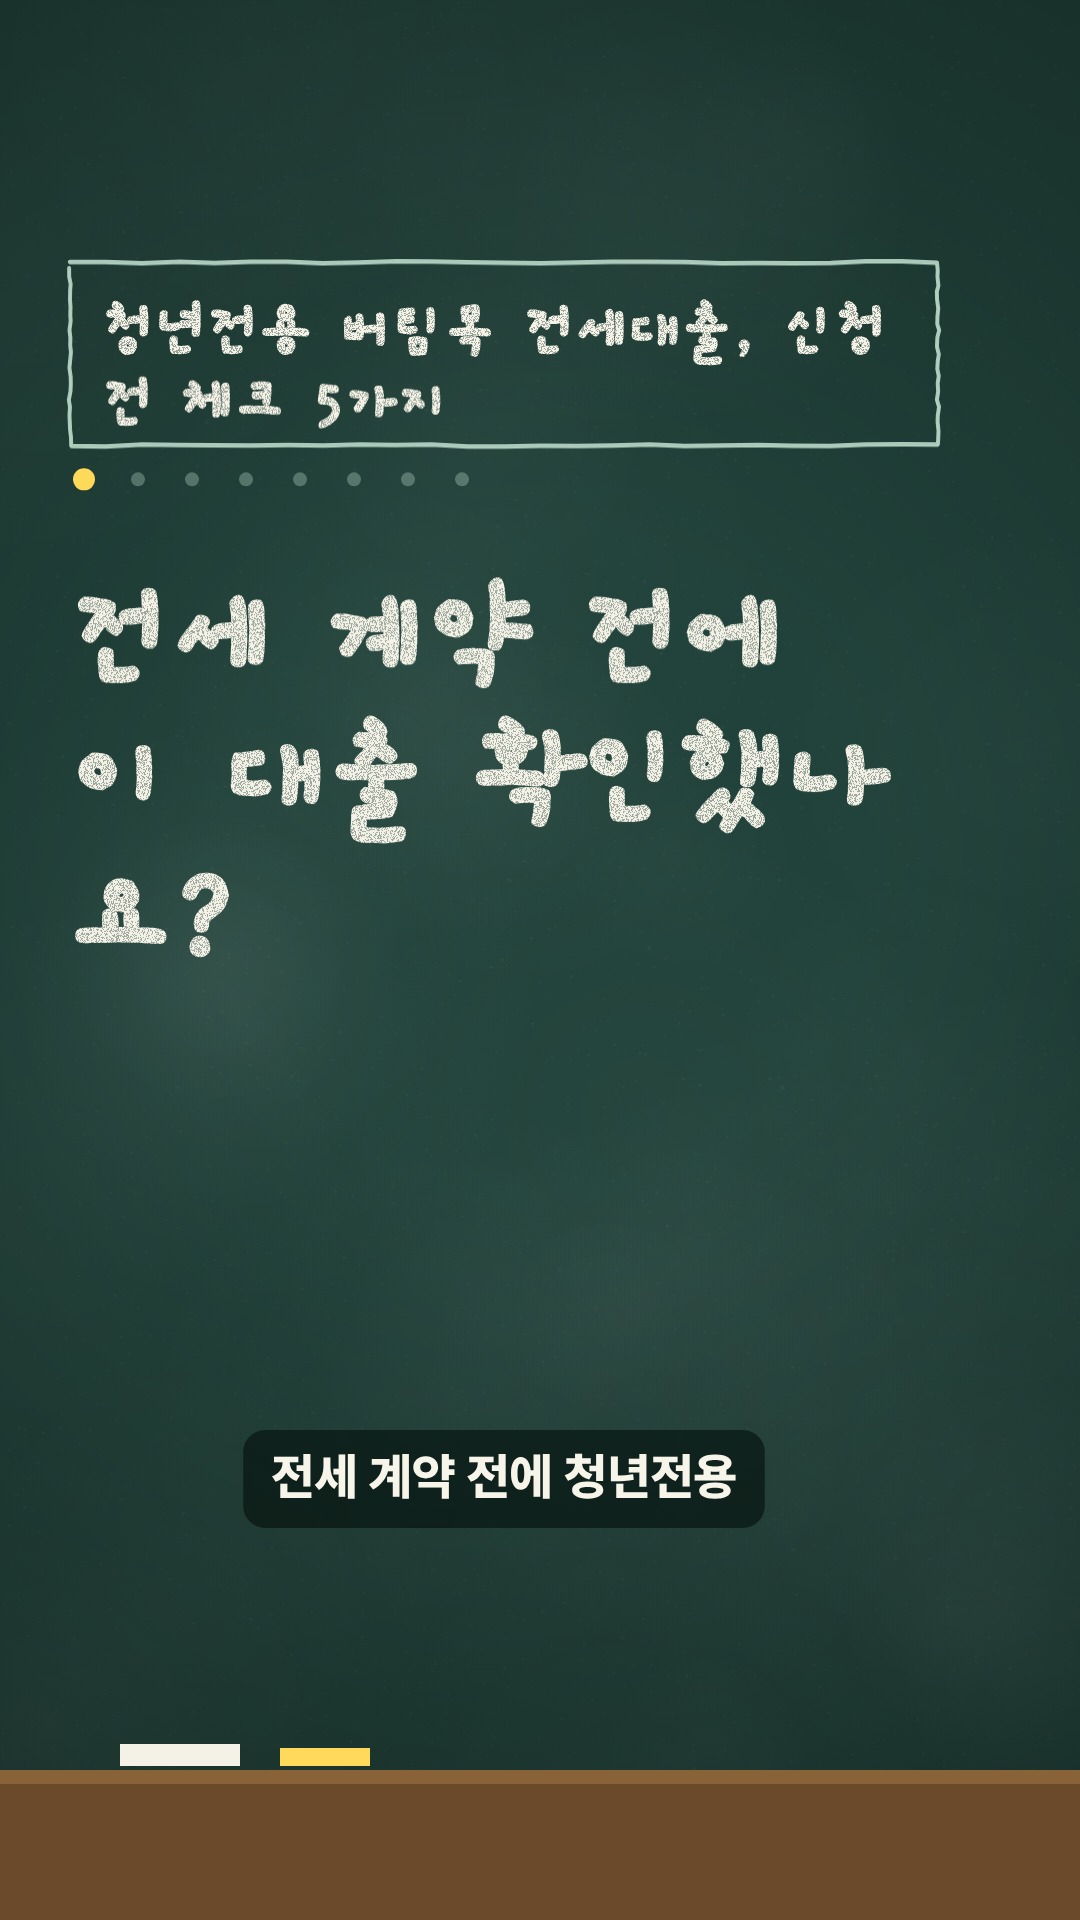 청년전용 버팀목 전세대출, 신청
전 체크 5가지
전세 계약 전에
이 대출 확인했나
요?
전세 계약 전에 청년전용